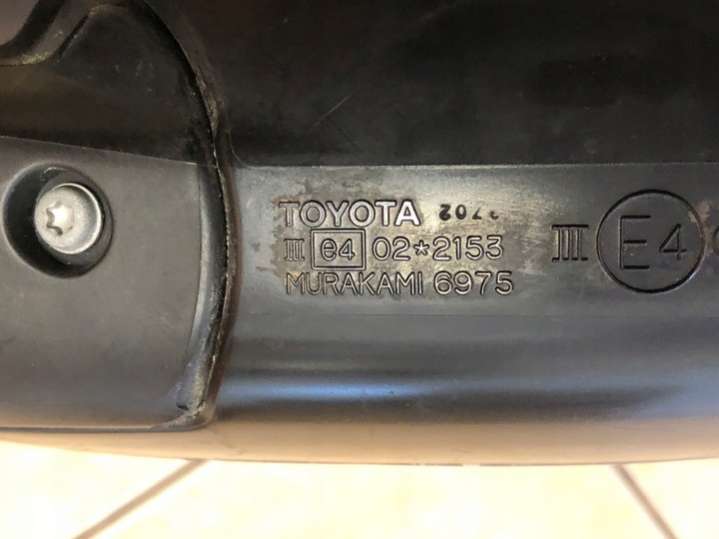 TOYOTA
III e4 02*2153
MURAKAMI 6975
III E4